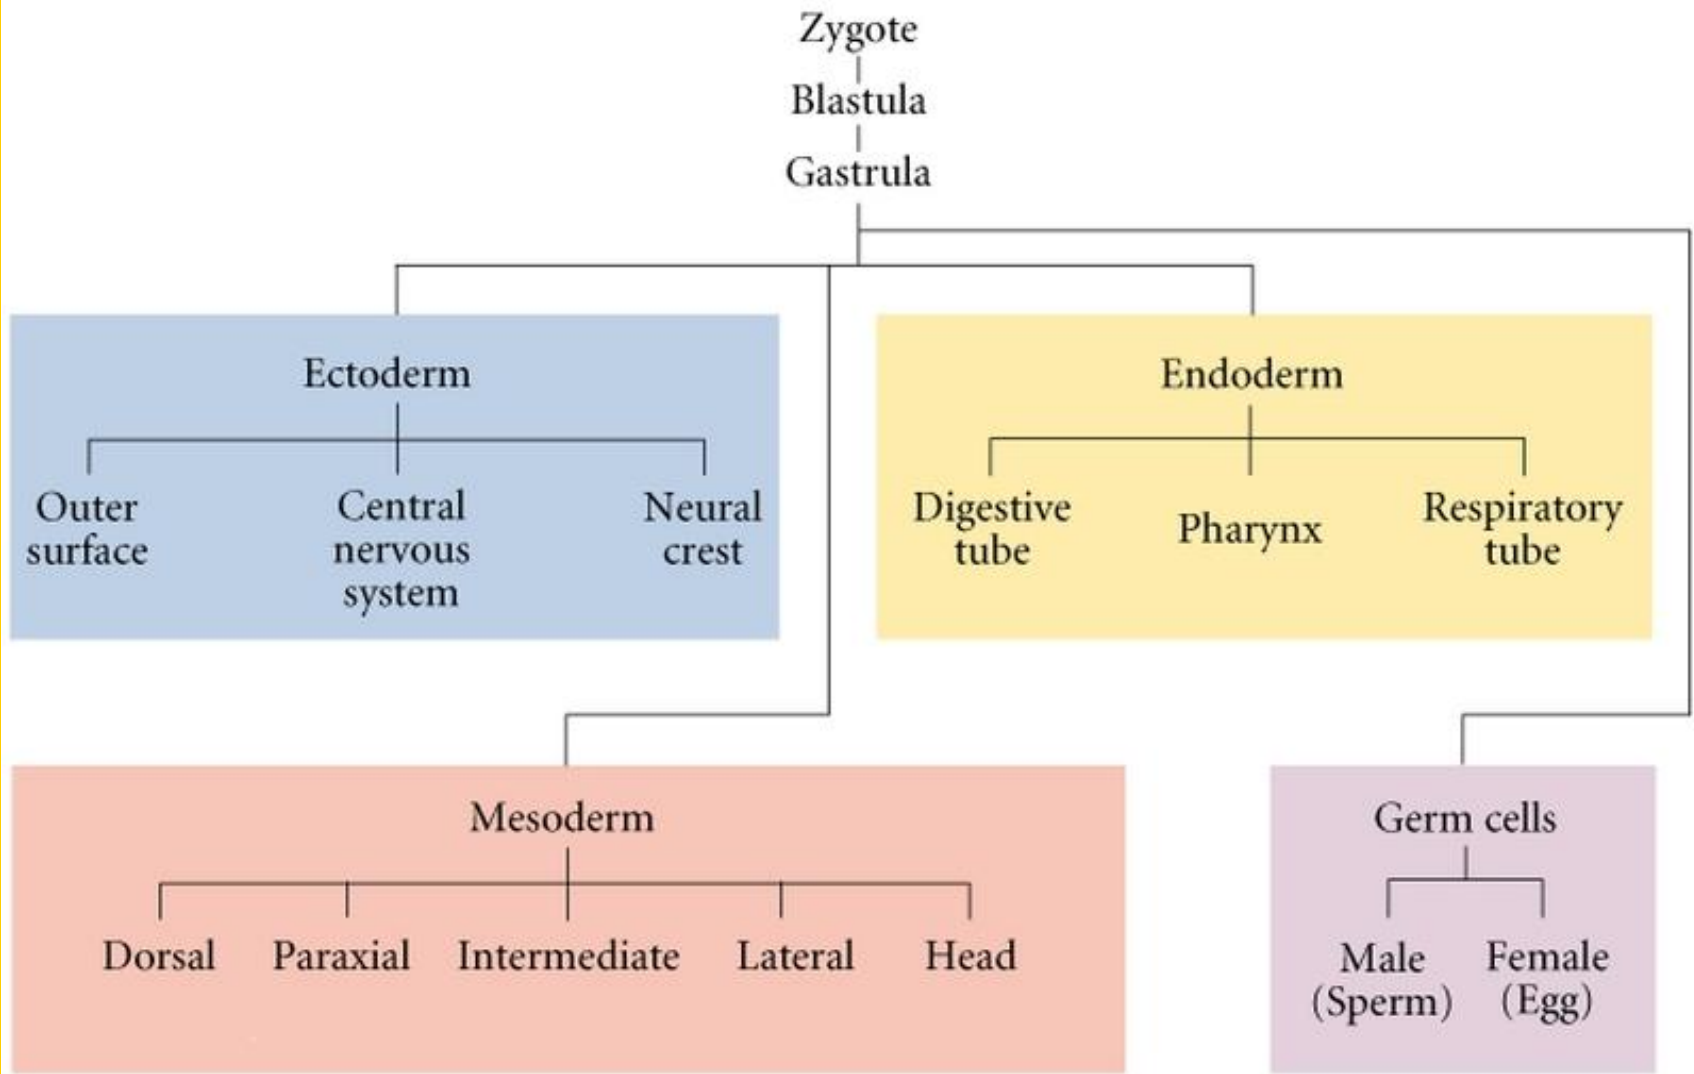 Zygote
Blastula
Gastrula
Ectoderm
Outer
surface
Central
nervous
system
Neural
crest
Endoderm
Digestive
tube
Pharynx
Respiratory
tube
Mesoderm
Dorsal
Paraxial
Intermediate
Lateral
Head
Germ cells
Male
(Sperm)
Female
(Egg)